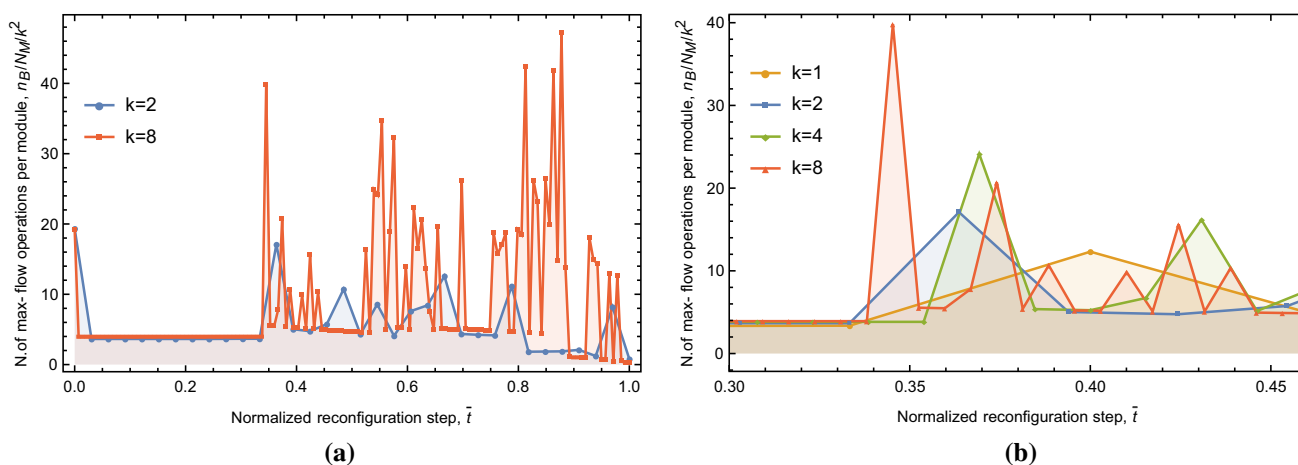 N.of max- flow operations per module, n_B/N_M/k²
40
30
20
10
0
k=2
k=8
0.0 0.2 0.4 0.6 0.8 1.0
Normalized reconfiguration step, t̄
(a)
N.of max- flow operations per module, n_B/N_M/k²
40
30
20
10
0
k=1
k=2
k=4
k=8
0.30 0.35 0.40 0.45
Normalized reconfiguration step, t̄
(b)